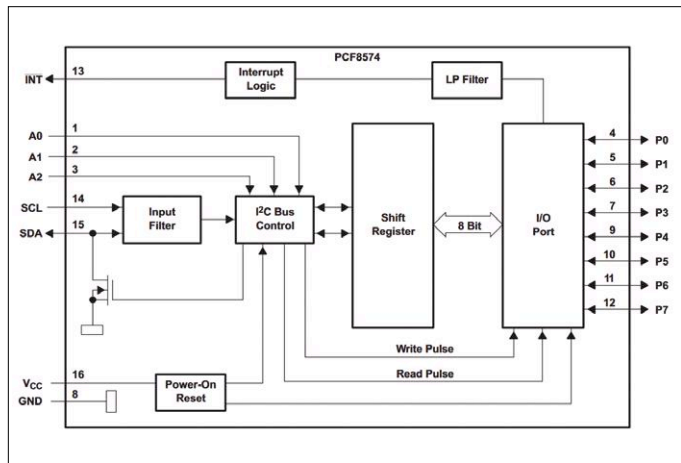 PCF8574
INT
13
Interrupt
Logic
LP Filter
A0
1
A1
2
A2
3
SCL
14
SDA
15
Input
Filter
I²C Bus
Control
Shift
Register
8 Bit
I/O
Port
4
P0
5
P1
6
P2
7
P3
9
P4
10
P5
11
P6
12
P7
Write Pulse
Read Pulse
VCC
16
GND
8
Power-On
Reset